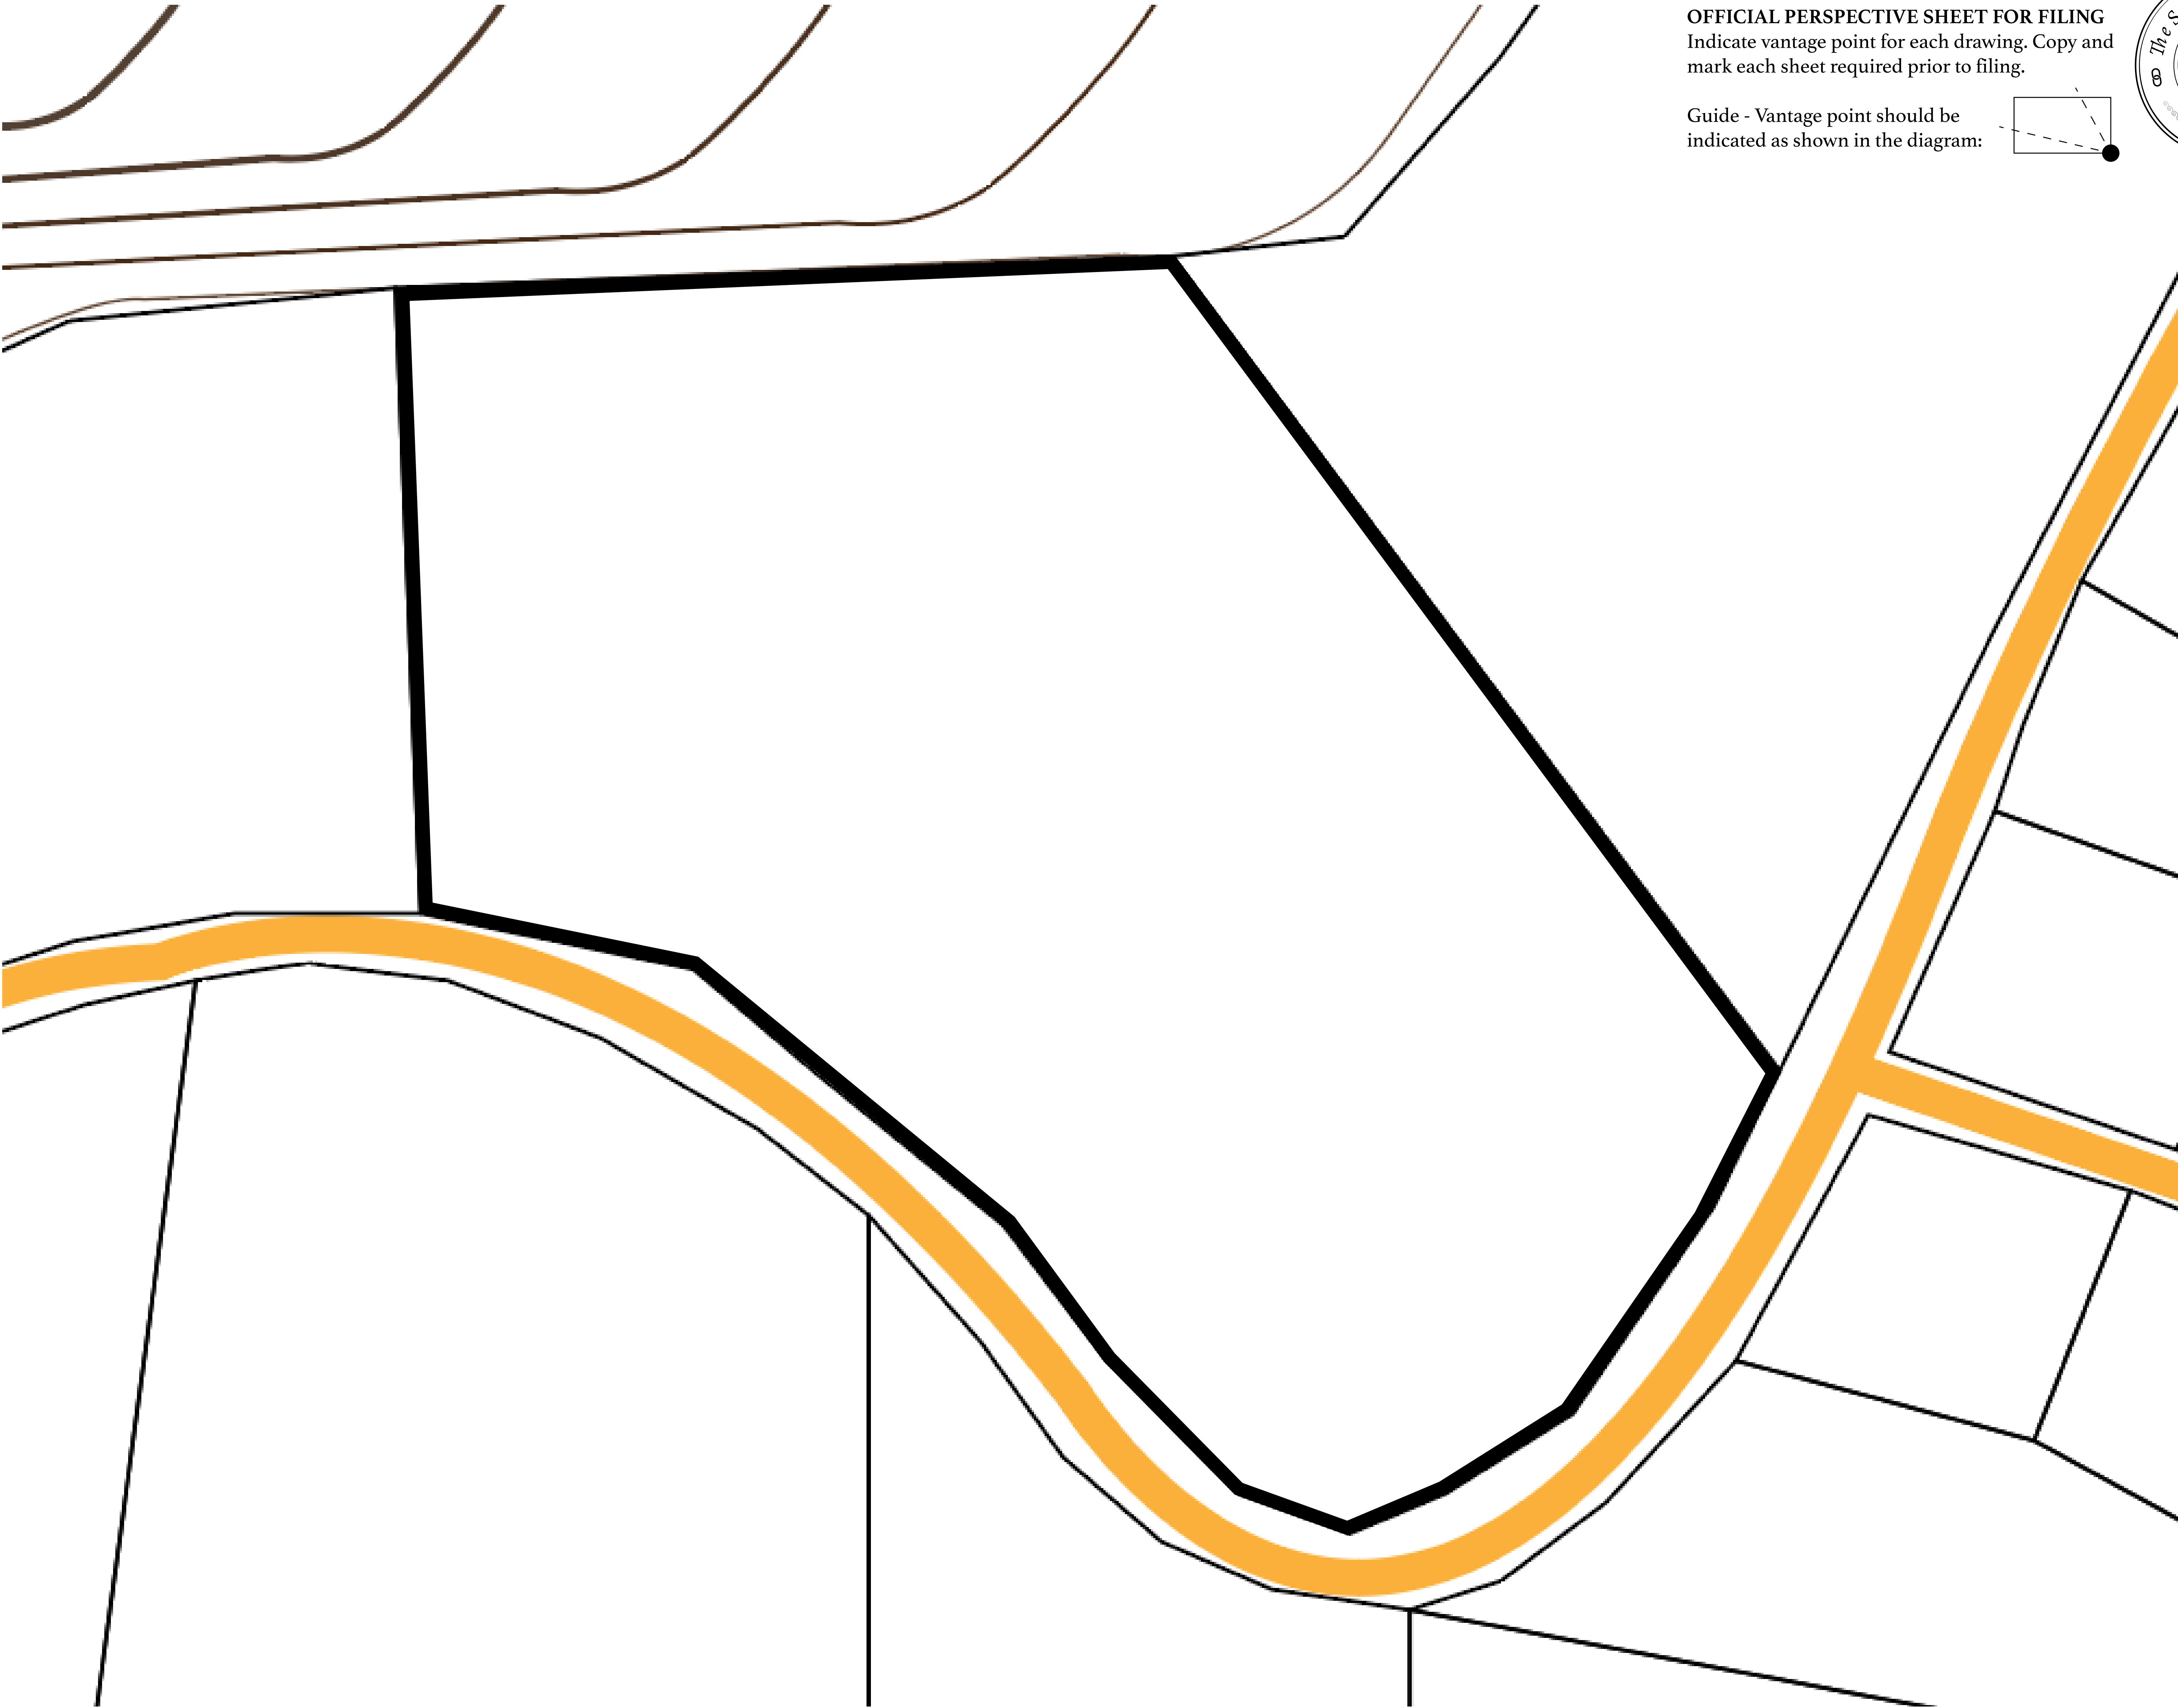 OFFICIAL PERSPECTIVE SHEET FOR FILING
Indicate vantage point for each drawing. Copy and
mark each sheet required prior to filing.
Guide - Vantage point should be
indicated as shown in the diagram:
The